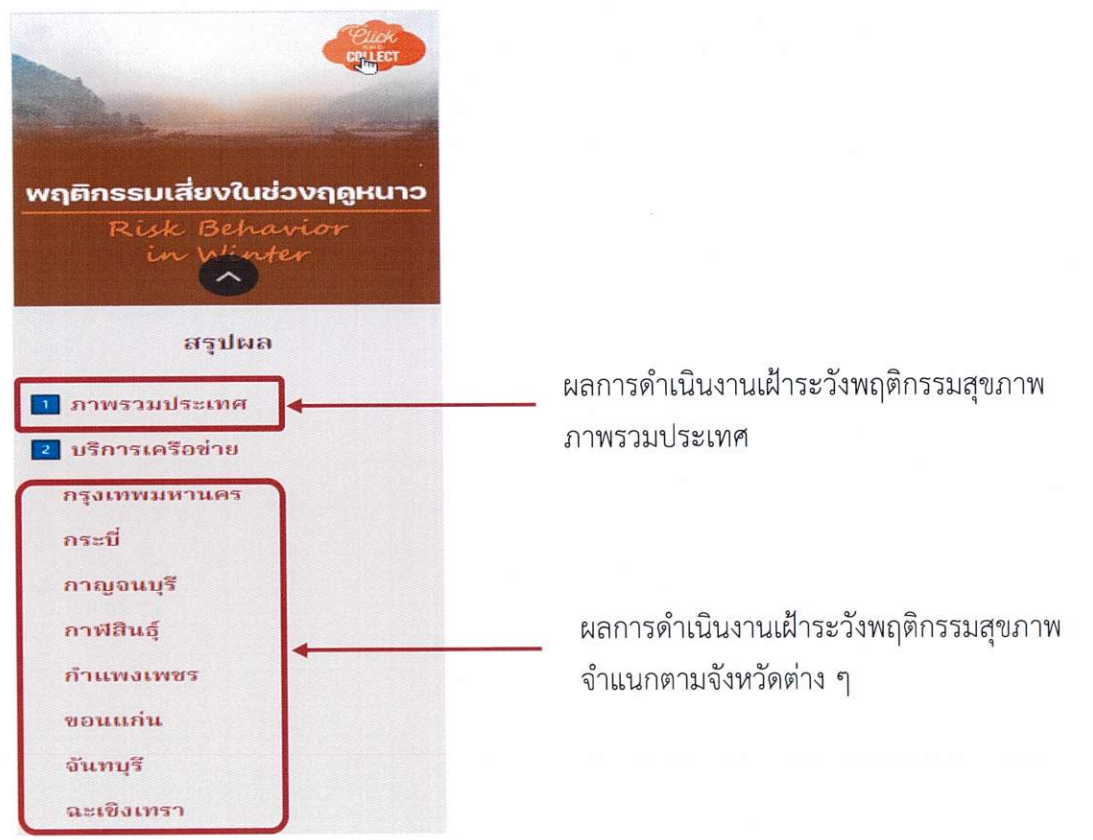 Click
AND
COLLECT
พฤติกรรมเสี่ยงในช่วงฤดูหนาว
Risk Behavior
in Winter
สรุปผล
1 ภาพรวมประเทศ
2 บริการเครือข่าย
กรุงเทพมหานคร
กระบี่
กาญจนบุรี
กาฬสินธุ์
กำแพงเพชร
ขอนแก่น
จันทบุรี
ฉะเชิงเทรา
ผลการดำเนินงานเฝ้าระวังพฤติกรรมสุขภาพ
ภาพรวมประเทศ
ผลการดำเนินงานเฝ้าระวังพฤติกรรมสุขภาพ
จำแนกตามจังหวัดต่าง ๆ